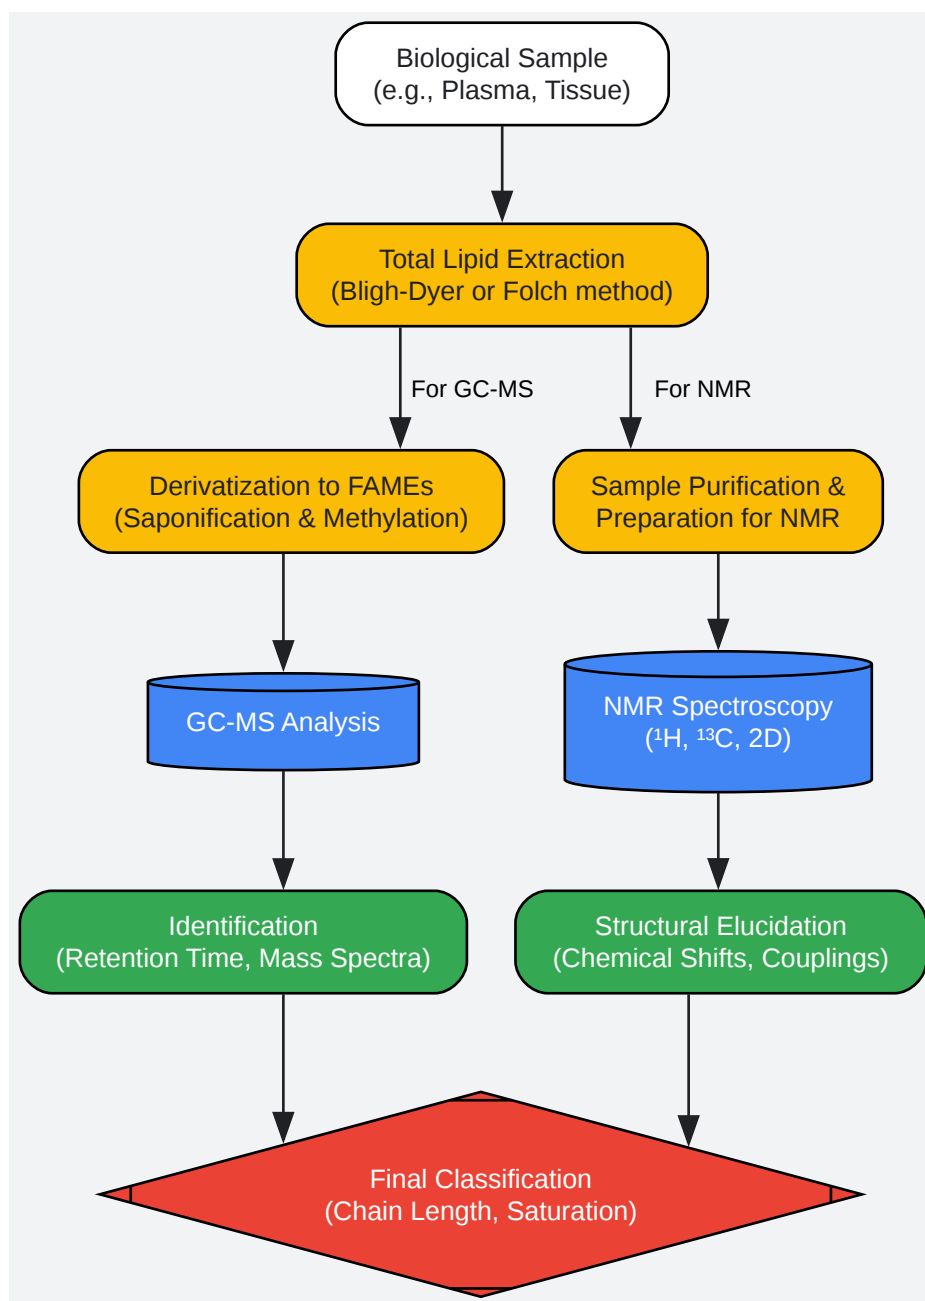 Biological Sample
(e.g., Plasma, Tissue)
Total Lipid Extraction
(Bligh-Dyer or Folch method)
For GC-MS
For NMR
Derivatization to FAMEs
(Saponification & Methylation)
Sample Purification &
Preparation for NMR
GC-MS Analysis
NMR Spectroscopy
(¹H, ¹³C, 2D)
Identification
(Retention Time, Mass Spectra)
Structural Elucidation
(Chemical Shifts, Couplings)
Final Classification
(Chain Length, Saturation)